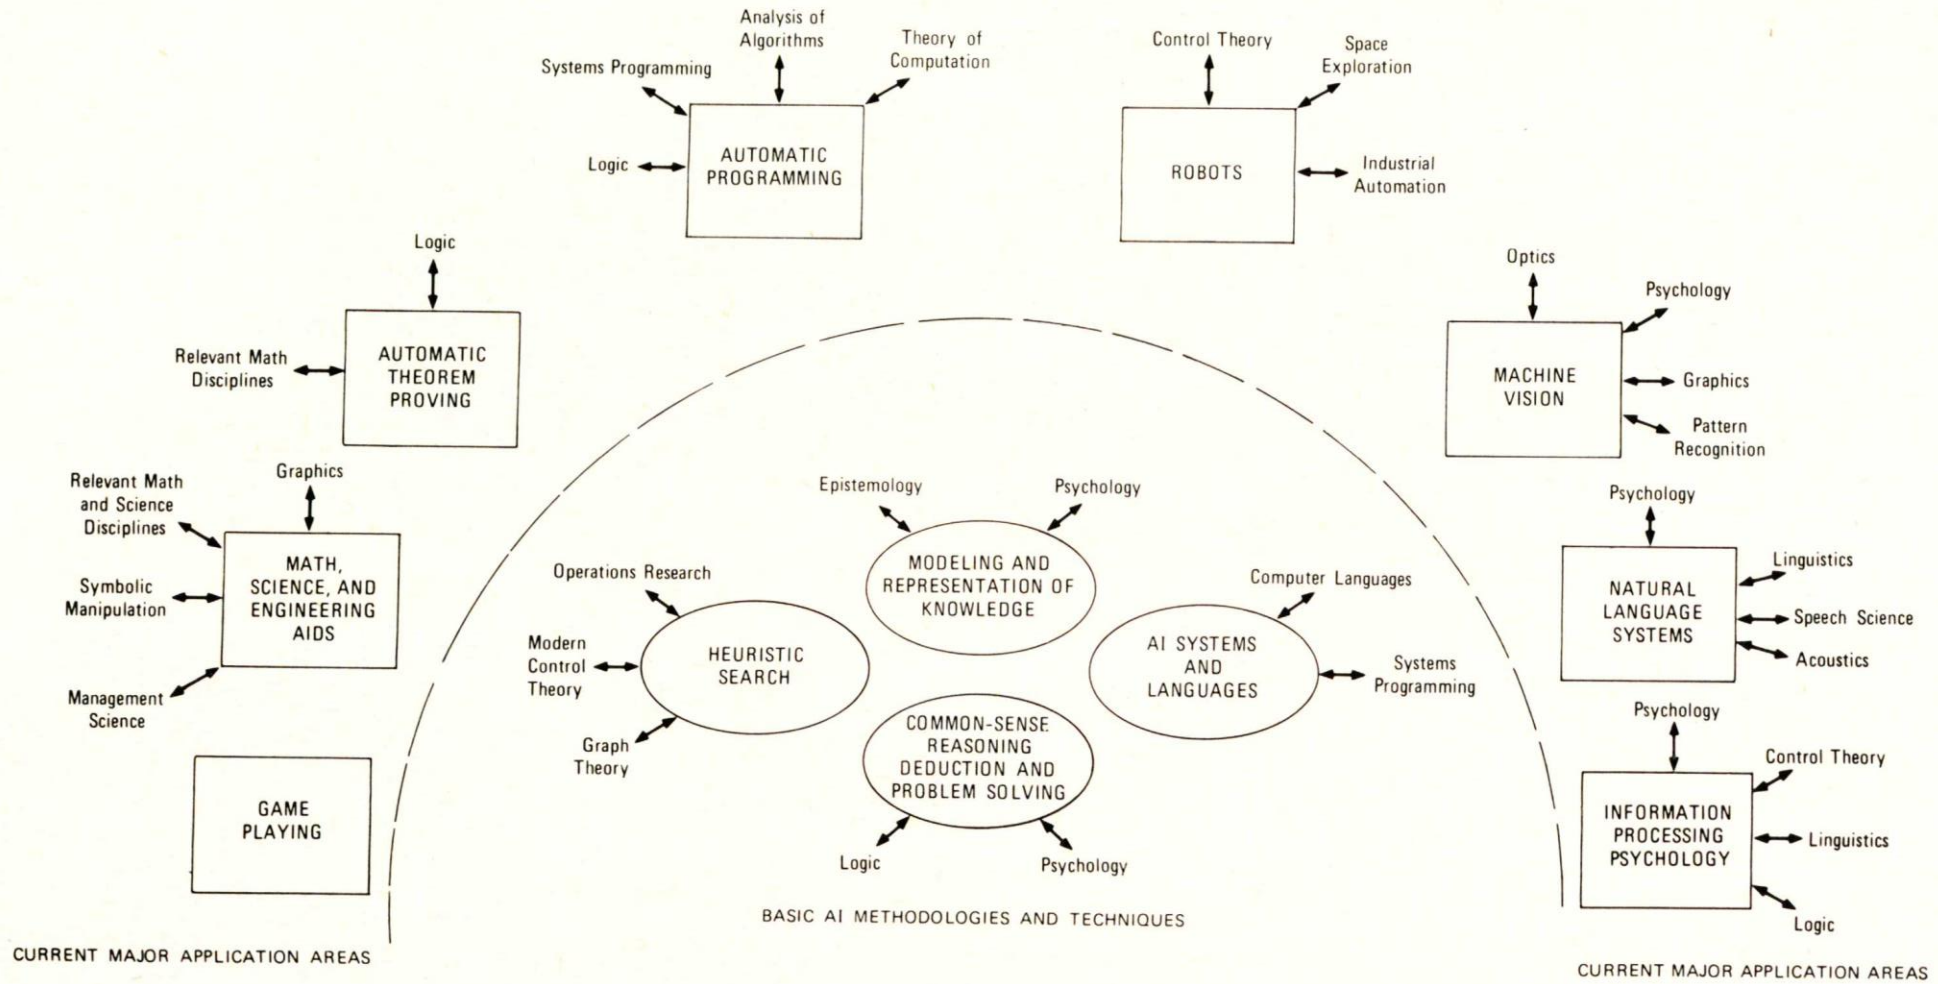 Analysis of
Algorithms
Systems Programming
Theory of
Computation
Logic
AUTOMATIC
PROGRAMMING
Control Theory
Space
Exploration
ROBOTS
Industrial
Automation
Logic
Relevant Math
Disciplines
AUTOMATIC
THEOREM
PROVING
Optics
Psychology
MACHINE
VISION
Graphics
Pattern
Recognition
Graphics
Relevant Math
and Science
Disciplines
Symbolic
Manipulation
MATH,
SCIENCE, AND
ENGINEERING
AIDS
Management
Science
GAME
PLAYING
Epistemology
Psychology
MODELING AND
REPRESENTATION OF
KNOWLEDGE
Operations Research
Modern
Control
Theory
HEURISTIC
SEARCH
Graph
Theory
Computer Languages
AI SYSTEMS
AND
LANGUAGES
Systems
Programming
COMMON-SENSE
REASONING
DEDUCTION AND
PROBLEM SOLVING
Logic
Psychology
Psychology
Linguistics
NATURAL
LANGUAGE
SYSTEMS
Speech Science
Acoustics
Psychology
Control Theory
INFORMATION
PROCESSING
PSYCHOLOGY
Linguistics
Logic
BASIC AI METHODOLOGIES AND TECHNIQUES
CURRENT MAJOR APPLICATION AREAS
CURRENT MAJOR APPLICATION AREAS